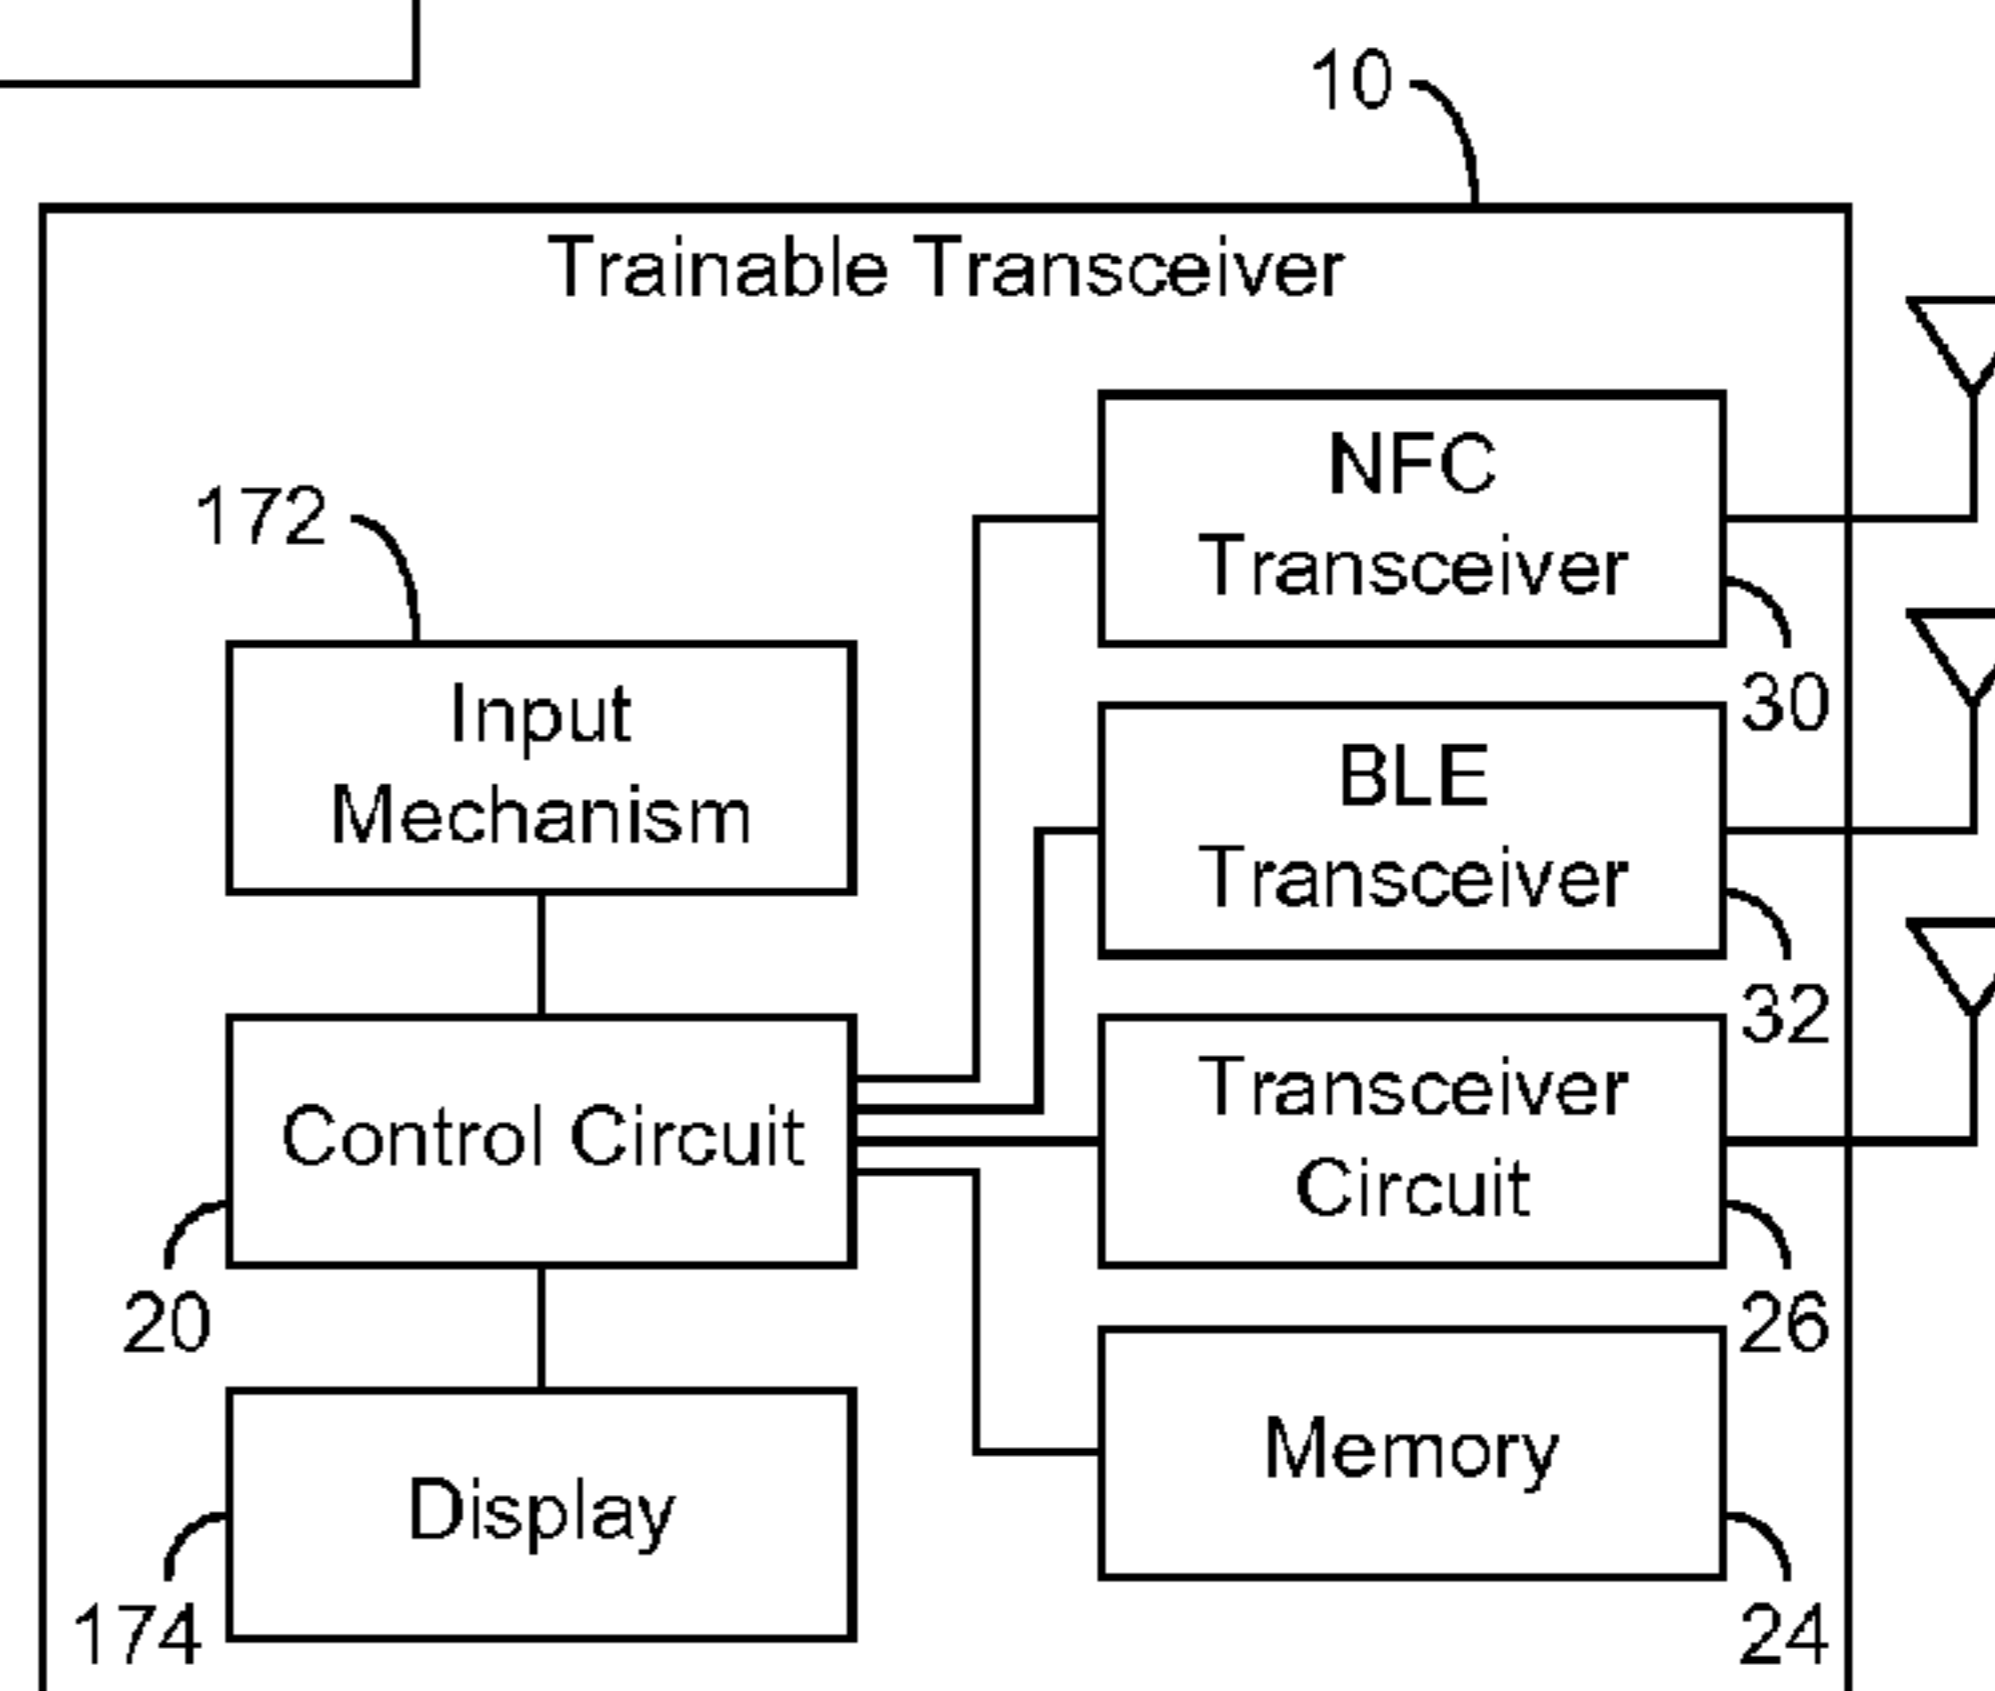 10
Trainable Transceiver
NFC
Transceiver
30
172
Input
Mechanism
BLE
Transceiver
32
Control Circuit
20
Transceiver
Circuit
26
Display
174
Memory
24